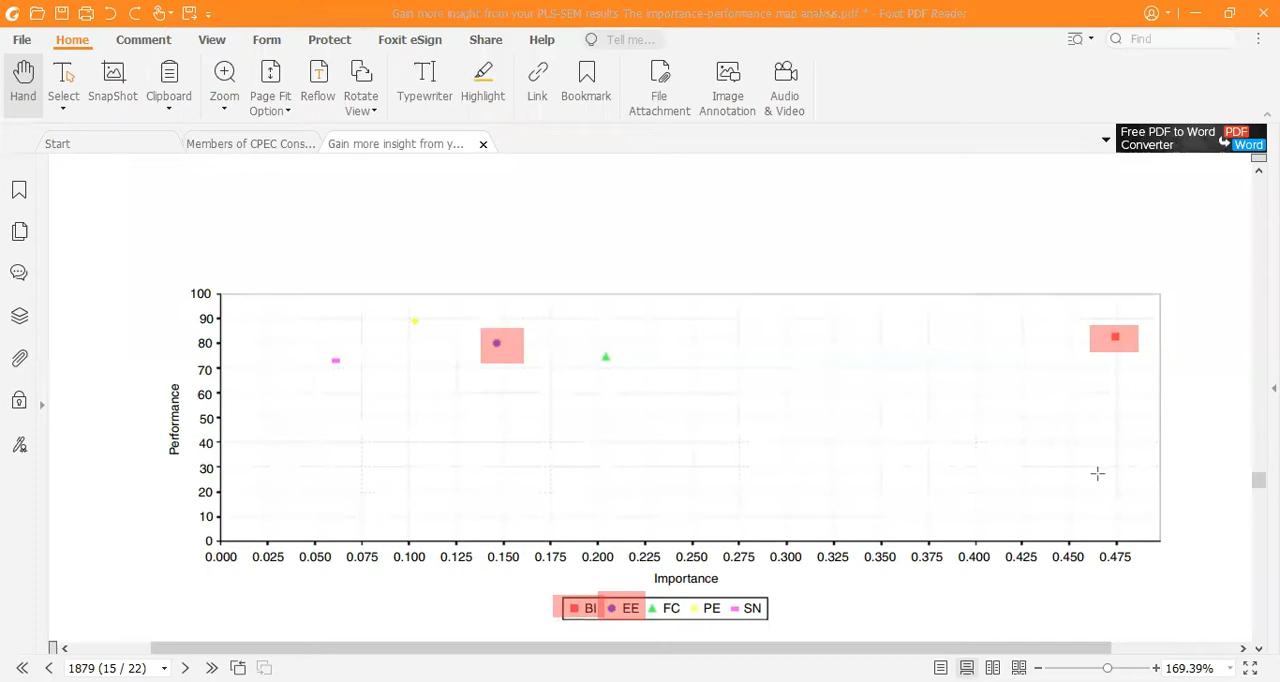 Gain more insight from your PLS-SEM results The importance-performance map analysis.pdf * - Foxit PDF Reader
File Home Comment View Form Protect Foxit eSign Share Help Tell me... Find
Hand Select SnapShot Clipboard Zoom Page Fit Option Reflow Rotate View Typewriter Highlight Link Bookmark File Attachment Image Annotation Audio & Video
Start Members of CPEC Cons... Gain more insight from y...
Free PDF to Word Converter PDF Word
100
90
80
70
60
50
40
30
20
10
0
Performance
0.000 0.025 0.050 0.075 0.100 0.125 0.150 0.175 0.200 0.225 0.250 0.275 0.300 0.325 0.350 0.375 0.400 0.425 0.450 0.475
Importance
BI EE FC PE SN
1879 (15 / 22) 169.39%